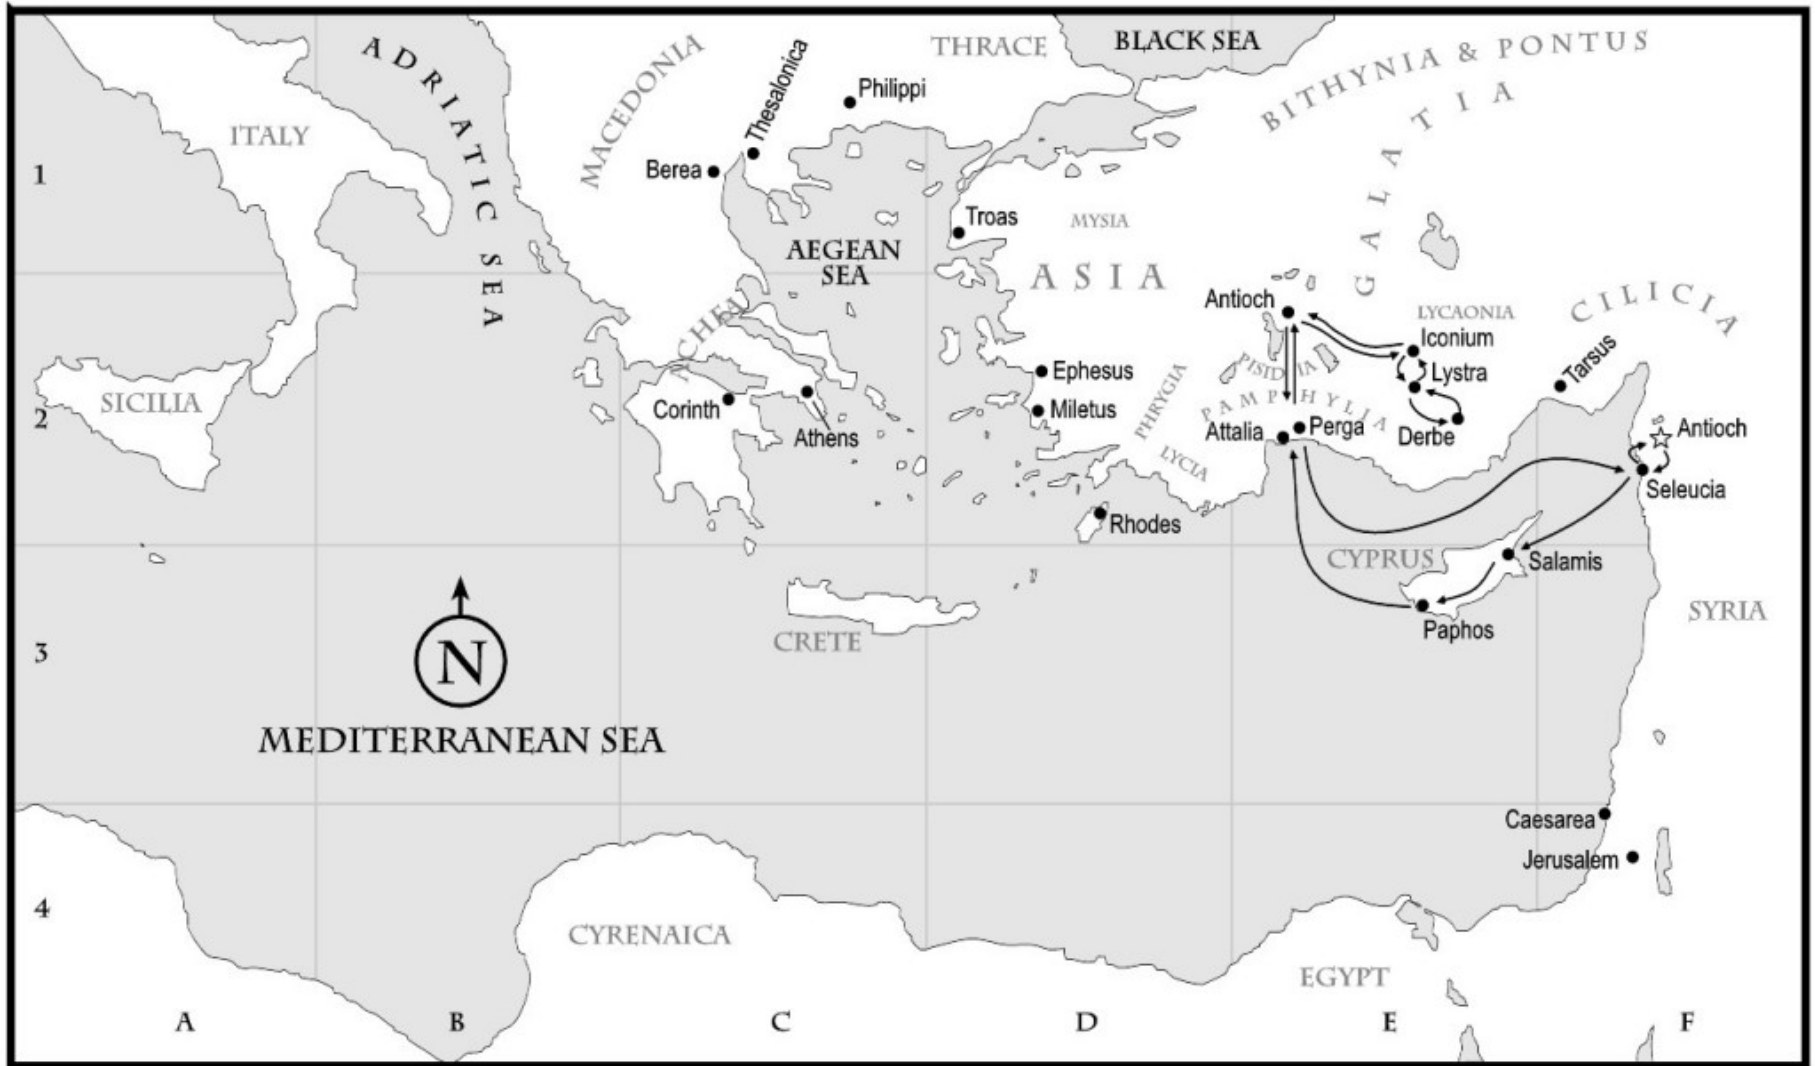 ADRIATIC SEA
MACEDONIA
Thesalonica
THRACE
BLACK SEA
BITHYNIA & PONTUS
GALATIA
Philippi
ITALY
1
Berea
Troas
MYSIA
AEGEAN
SEA
ASIA
Antioch
LYCAONIA
CILICIA
ACHEA
Iconium
Tarsus
SICILIA
2
Ephesus
PISIDIA
Lystra
Corinth
Miletus
PHRYGIA
PAMPHYLIA
Athens
Attalia
Perga
Derbe
Antioch
LYCIA
Seleucia
Rhodes
CYPRUS
Salamis
N
CRETE
Paphos
SYRIA
3
MEDITERRANEAN SEA
Caesarea
Jerusalem
4
CYRENAICA
EGYPT
A
B
C
D
E
F